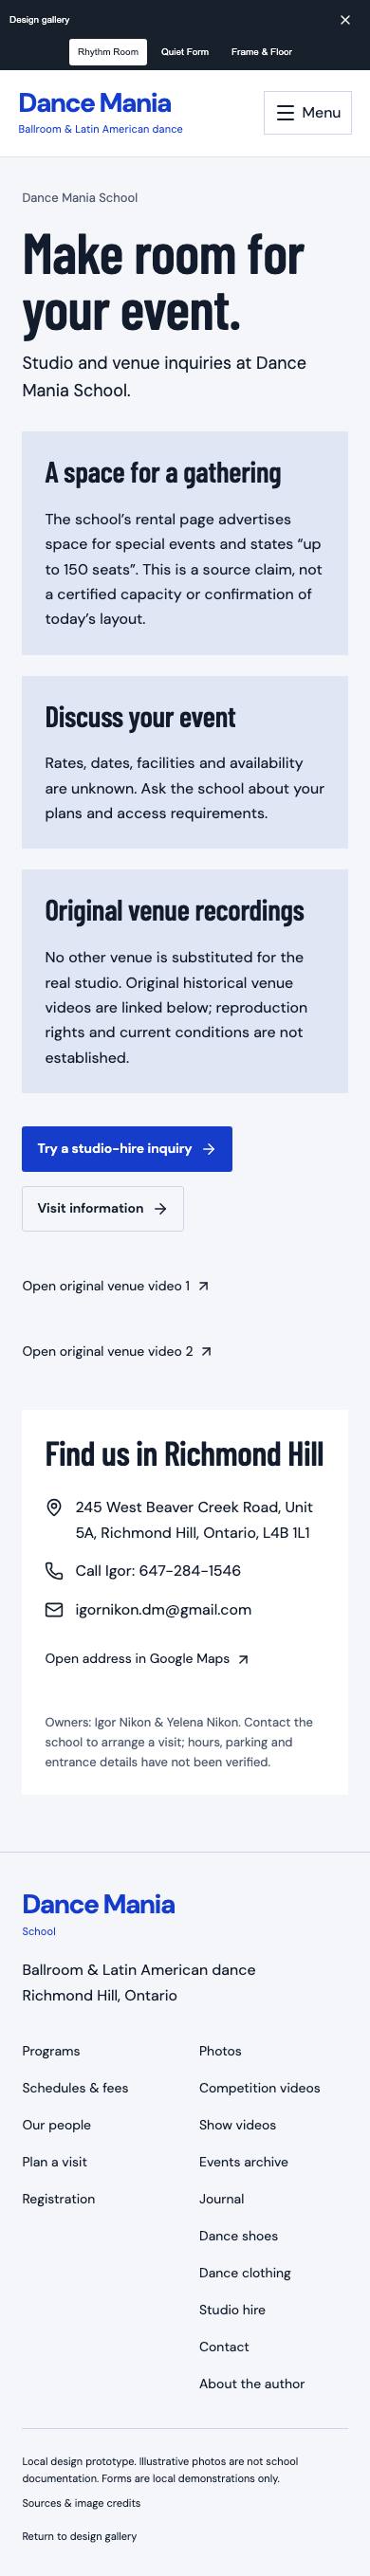 Design gallery
Rhythm Room Quiet Form Frame & Floor
Dance Mania
Ballroom & Latin American dance
Menu
Dance Mania School
Make room for
your event.
Studio and venue inquiries at Dance
Mania School.
A space for a gathering
The school’s rental page advertises
space for special events and states “up
to 150 seats”. This is a source claim, not
a certified capacity or confirmation of
today’s layout.
Discuss your event
Rates, dates, facilities and availability
are unknown. Ask the school about your
plans and access requirements.
Original venue recordings
No other venue is substituted for the
real studio. Original historical venue
videos are linked below; reproduction
rights and current conditions are not
established.
Try a studio-hire inquiry
Visit information
Open original venue video 1
Open original venue video 2
Find us in Richmond Hill
245 West Beaver Creek Road, Unit
5A, Richmond Hill, Ontario, L4B 1L1
Call Igor: 647-284-1546
igornikon.dm@gmail.com
Open address in Google Maps
Owners: Igor Nikon & Yelena Nikon. Contact the
school to arrange a visit; hours, parking and
entrance details have not been verified.
Dance Mania
School
Ballroom & Latin American dance
Richmond Hill, Ontario
Programs
Schedules & fees
Our people
Plan a visit
Registration
Photos
Competition videos
Show videos
Events archive
Journal
Dance shoes
Dance clothing
Studio hire
Contact
About the author
Local design prototype. Illustrative photos are not school
documentation. Forms are local demonstrations only.
Sources & image credits
Return to design gallery